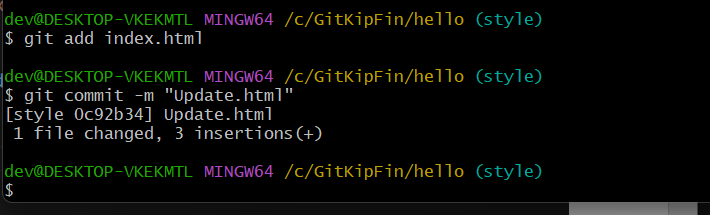 dev@DESKTOP-VKEKMTL MINGW64 /c/GitKipFin/hello (style)
$ git add index.html
dev@DESKTOP-VKEKMTL MINGW64 /c/GitKipFin/hello (style)
$ git commit -m "Update.html"
[style 0c92b34] Update.html
 1 file changed, 3 insertions(+)
dev@DESKTOP-VKEKMTL MINGW64 /c/GitKipFin/hello (style)
$